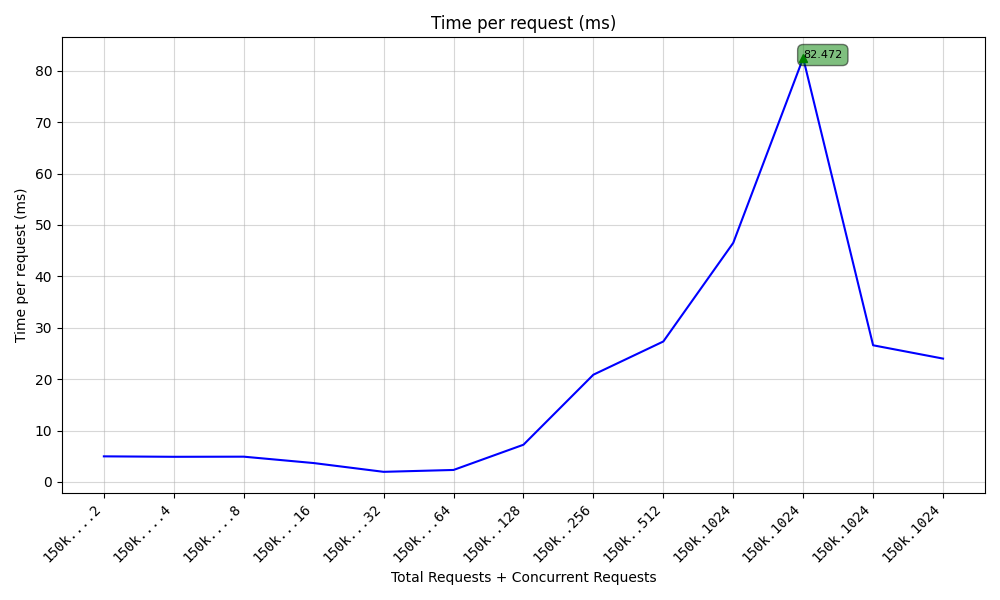 Time per request (ms)
82.472
Time per request (ms)
80
70
60
50
40
30
20
10
0
150k....2
150k....4
150k....8
150k...16
150k...32
150k...64
150k..128
150k.256
150k.512
150k.1024
150k.1024
150k.1024
150k.1024
Total Requests + Concurrent Requests